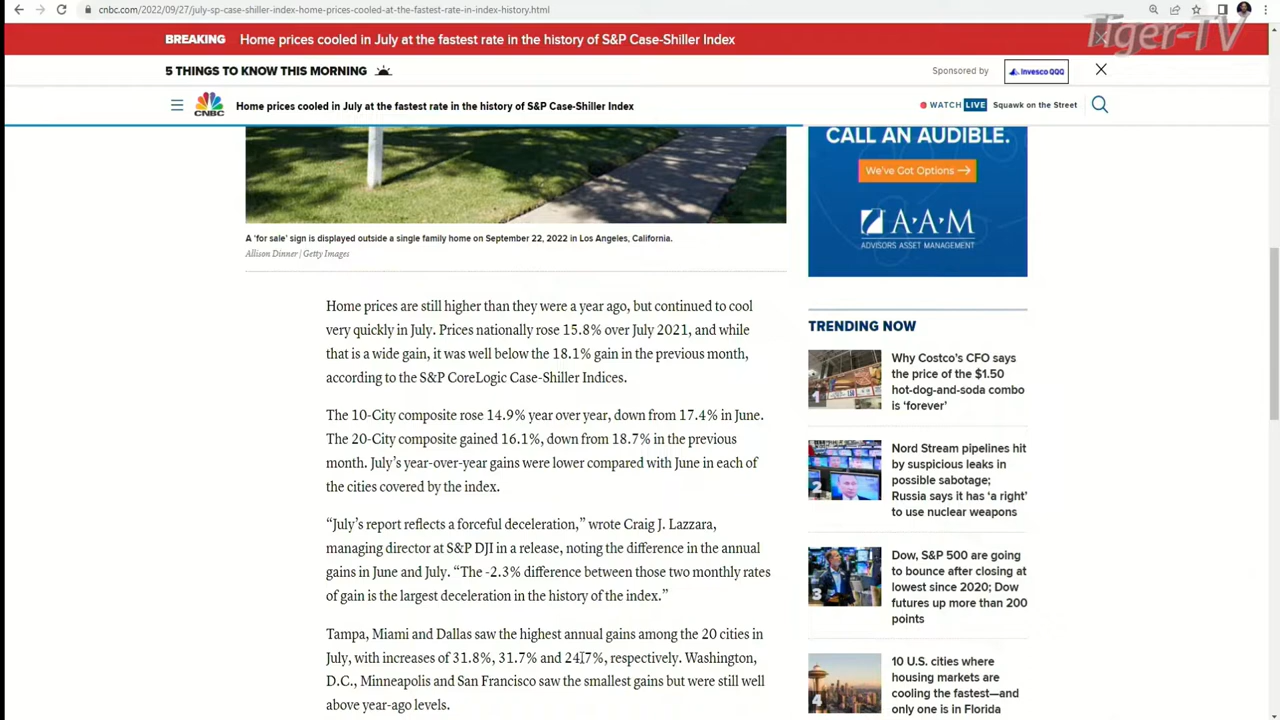 cnbc.com/2022/09/27/july-sp-case-shiller-index-home-prices-cooled-at-the-fastest-rate-in-index-history.html
Tiger-TV
BREAKING Home prices cooled in July at the fastest rate in the history of S&P Case-Shiller Index
5 THINGS TO KNOW THIS MORNING
Sponsored by
Invesco QQQ
CNBC
Home prices cooled in July at the fastest rate in the history of S&P Case-Shiller Index
WATCH LIVE Squawk on the Street
A 'for sale' sign is displayed outside a single family home on September 22, 2022 in Los Angeles, California.
Allison Dinner | Getty Images
Home prices are still higher than they were a year ago, but continued to cool
very quickly in July. Prices nationally rose 15.8% over July 2021, and while
that is a wide gain, it was well below the 18.1% gain in the previous month,
according to the S&P CoreLogic Case-Shiller Indices.
The 10-City composite rose 14.9% year over year, down from 17.4% in June.
The 20-City composite gained 16.1%, down from 18.7% in the previous
month. July's year-over-year gains were lower compared with June in each of
the cities covered by the index.
“July's report reflects a forceful deceleration,” wrote Craig J. Lazzara,
managing director at S&P DJI in a release, noting the difference in the annual
gains in June and July. “The -2.3% difference between those two monthly rates
of gain is the largest deceleration in the history of the index.”
Tampa, Miami and Dallas saw the highest annual gains among the 20 cities in
July, with increases of 31.8%, 31.7% and 24.7%, respectively. Washington,
D.C., Minneapolis and San Francisco saw the smallest gains but were still well
above year-ago levels.
CALL AN AUDIBLE.
We've Got Options →
A·A·M
ADVISORS ASSET MANAGEMENT
TRENDING NOW
1
Why Costco's CFO says
the price of the $1.50
hot-dog-and-soda combo
is ‘forever’
2
Nord Stream pipelines hit
by suspicious leaks in
possible sabotage;
Russia says it has ‘a right’
to use nuclear weapons
3
Dow, S&P 500 are going
to bounce after closing at
lowest since 2020; Dow
futures up more than 200
points
4
10 U.S. cities where
housing markets are
cooling the fastest—and
only one is in Florida